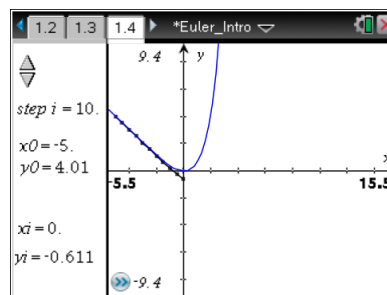 1.2 1.3 1.4 *Euler_Intro
9.4 y
step i=10.
x0=-5.
y0=4.01
x
-5.5 15.5
xi=0.
yi=-0.611
-9.4